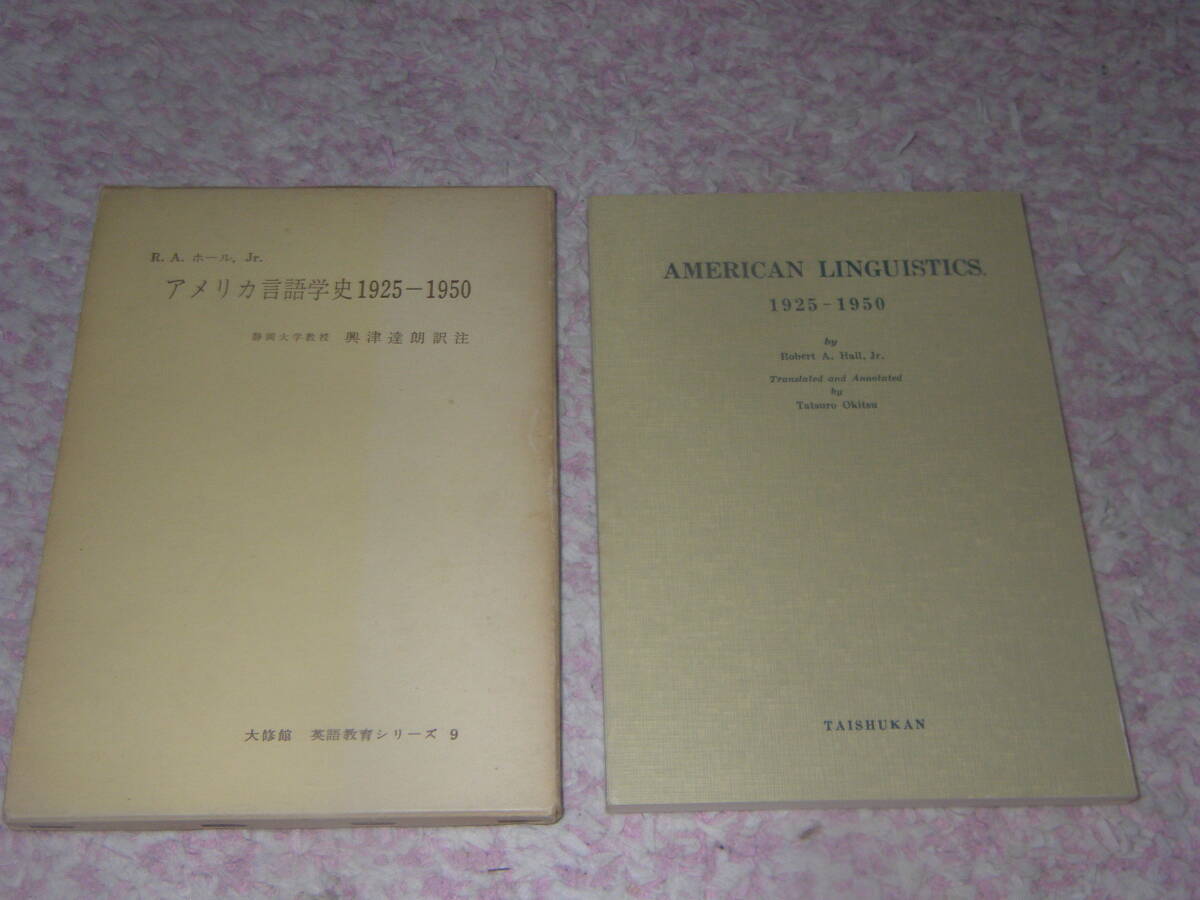 R. A. ホール, Jr.
アメリカ言語学史1925－1950
静岡大学教授 興津達朗訳注
大修館 英語教育シリーズ 9
AMERICAN LINGUISTICS.
1925 - 1950
by
Robert A. Hall, Jr.
Translated and Annotated
by
Tatsuro Okitsu
TAISHUKAN